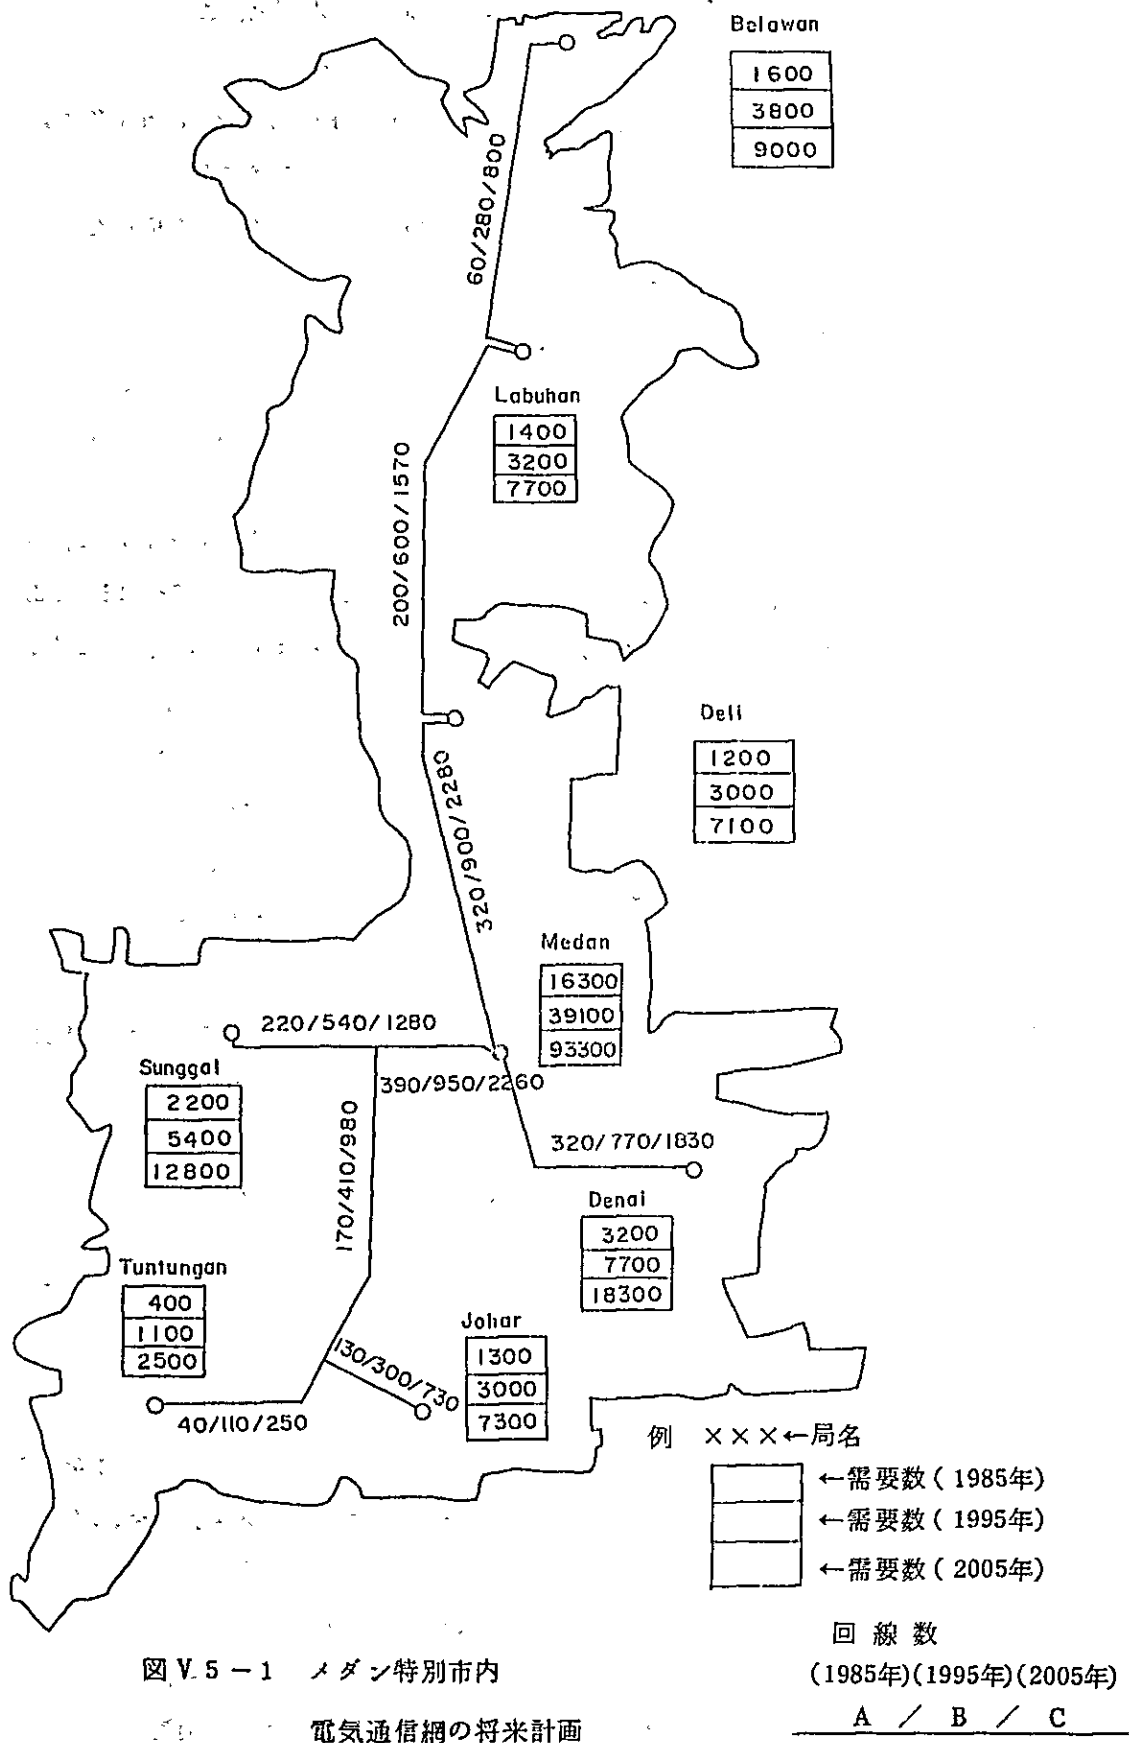 Belawan
1600
3800
9000
60/280/800
Labuhan
1400
3200
7700
200/600/1570
Deli
1200
3000
7100
320/900/2280
Medan
16300
39100
93300
220/540/1280
390/950/2260
Sunggal
2200
5400
12800
170/410/980
320/770/1830
Denai
3200
7700
18300
Tuntungan
400
1100
2500
Johar
1300
3000
7300
130/300/730
40/110/250
例 ×××←局名
←需要数(1985年)
←需要数(1995年)
←需要数(2005年)
回線数
(1985年)(1995年)(2005年)
A / B / C
図V.5-1 メダン特別市内
電気通信網の将来計画